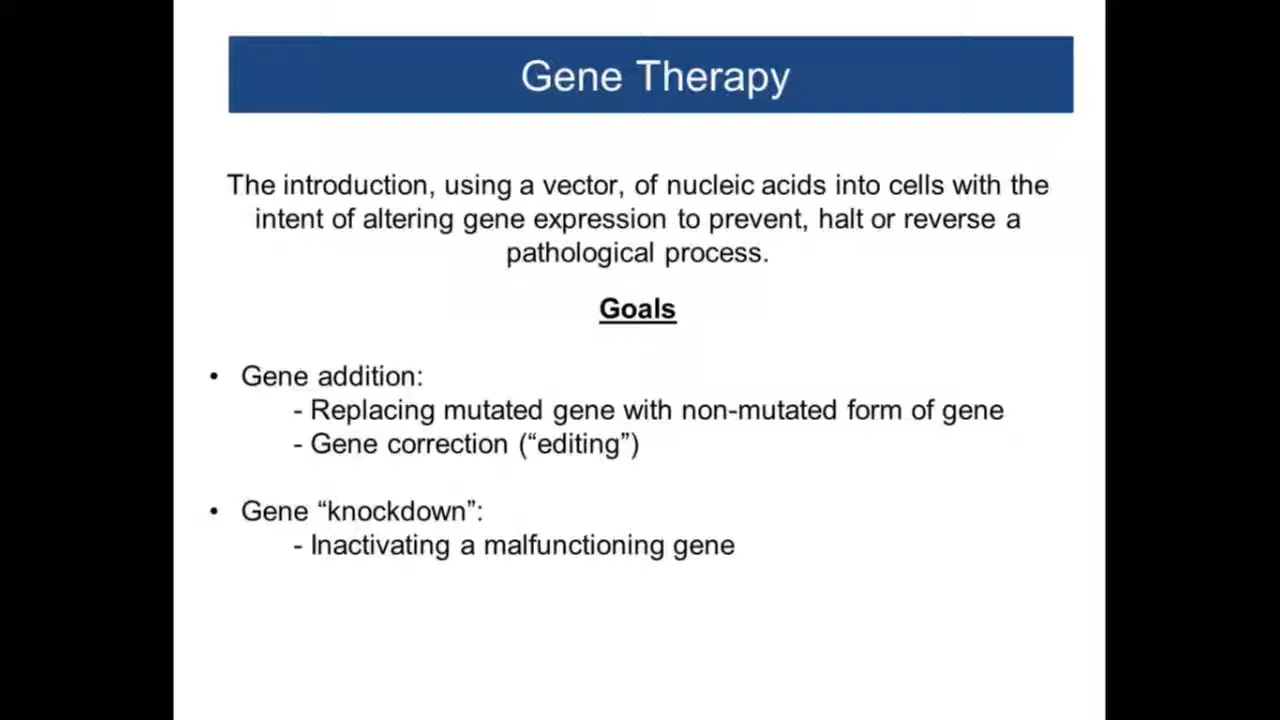 Gene Therapy
The introduction, using a vector, of nucleic acids into cells with the
intent of altering gene expression to prevent, halt or reverse a
pathological process.
Goals
• Gene addition:
- Replacing mutated gene with non-mutated form of gene
- Gene correction (“editing”)
• Gene “knockdown”:
- Inactivating a malfunctioning gene